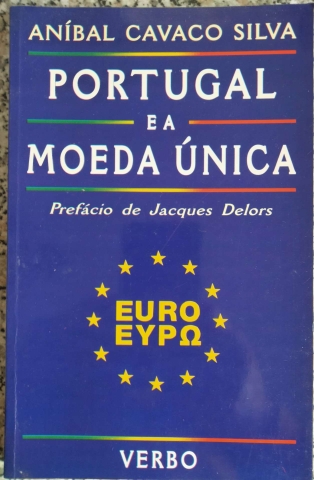 ANÍBAL CAVACO SILVA
PORTUGAL
E A
MOEDA ÚNICA
Prefácio de Jacques Delors
EURO
ΕΥΡΩ
VERBO